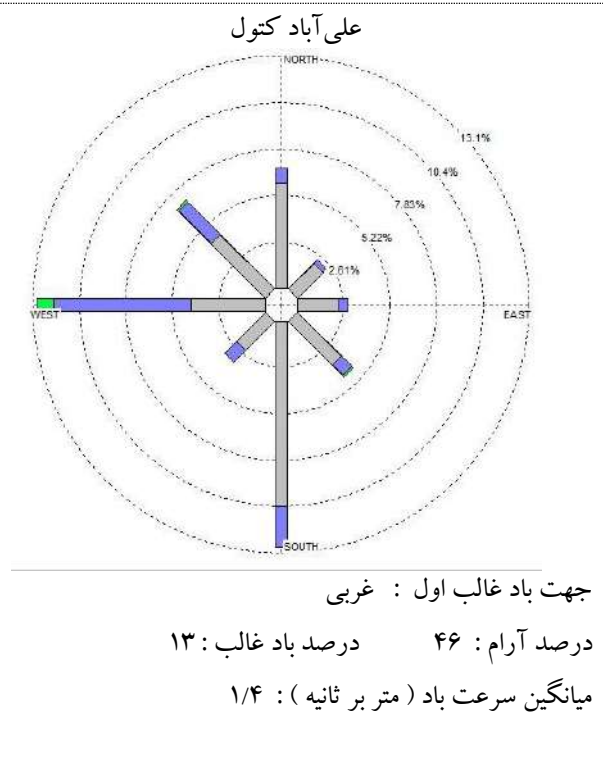 علی‌آباد کتول
NORTH
13.1%
10.4%
7.83%
5.22%
2.61%
WEST
EAST
SOUTH
جهت باد غالب اول : غربی
درصد آرام : ۴۶ درصد باد غالب : ۱۳
میانگین سرعت باد ( متر بر ثانیه ) : ۱/۴